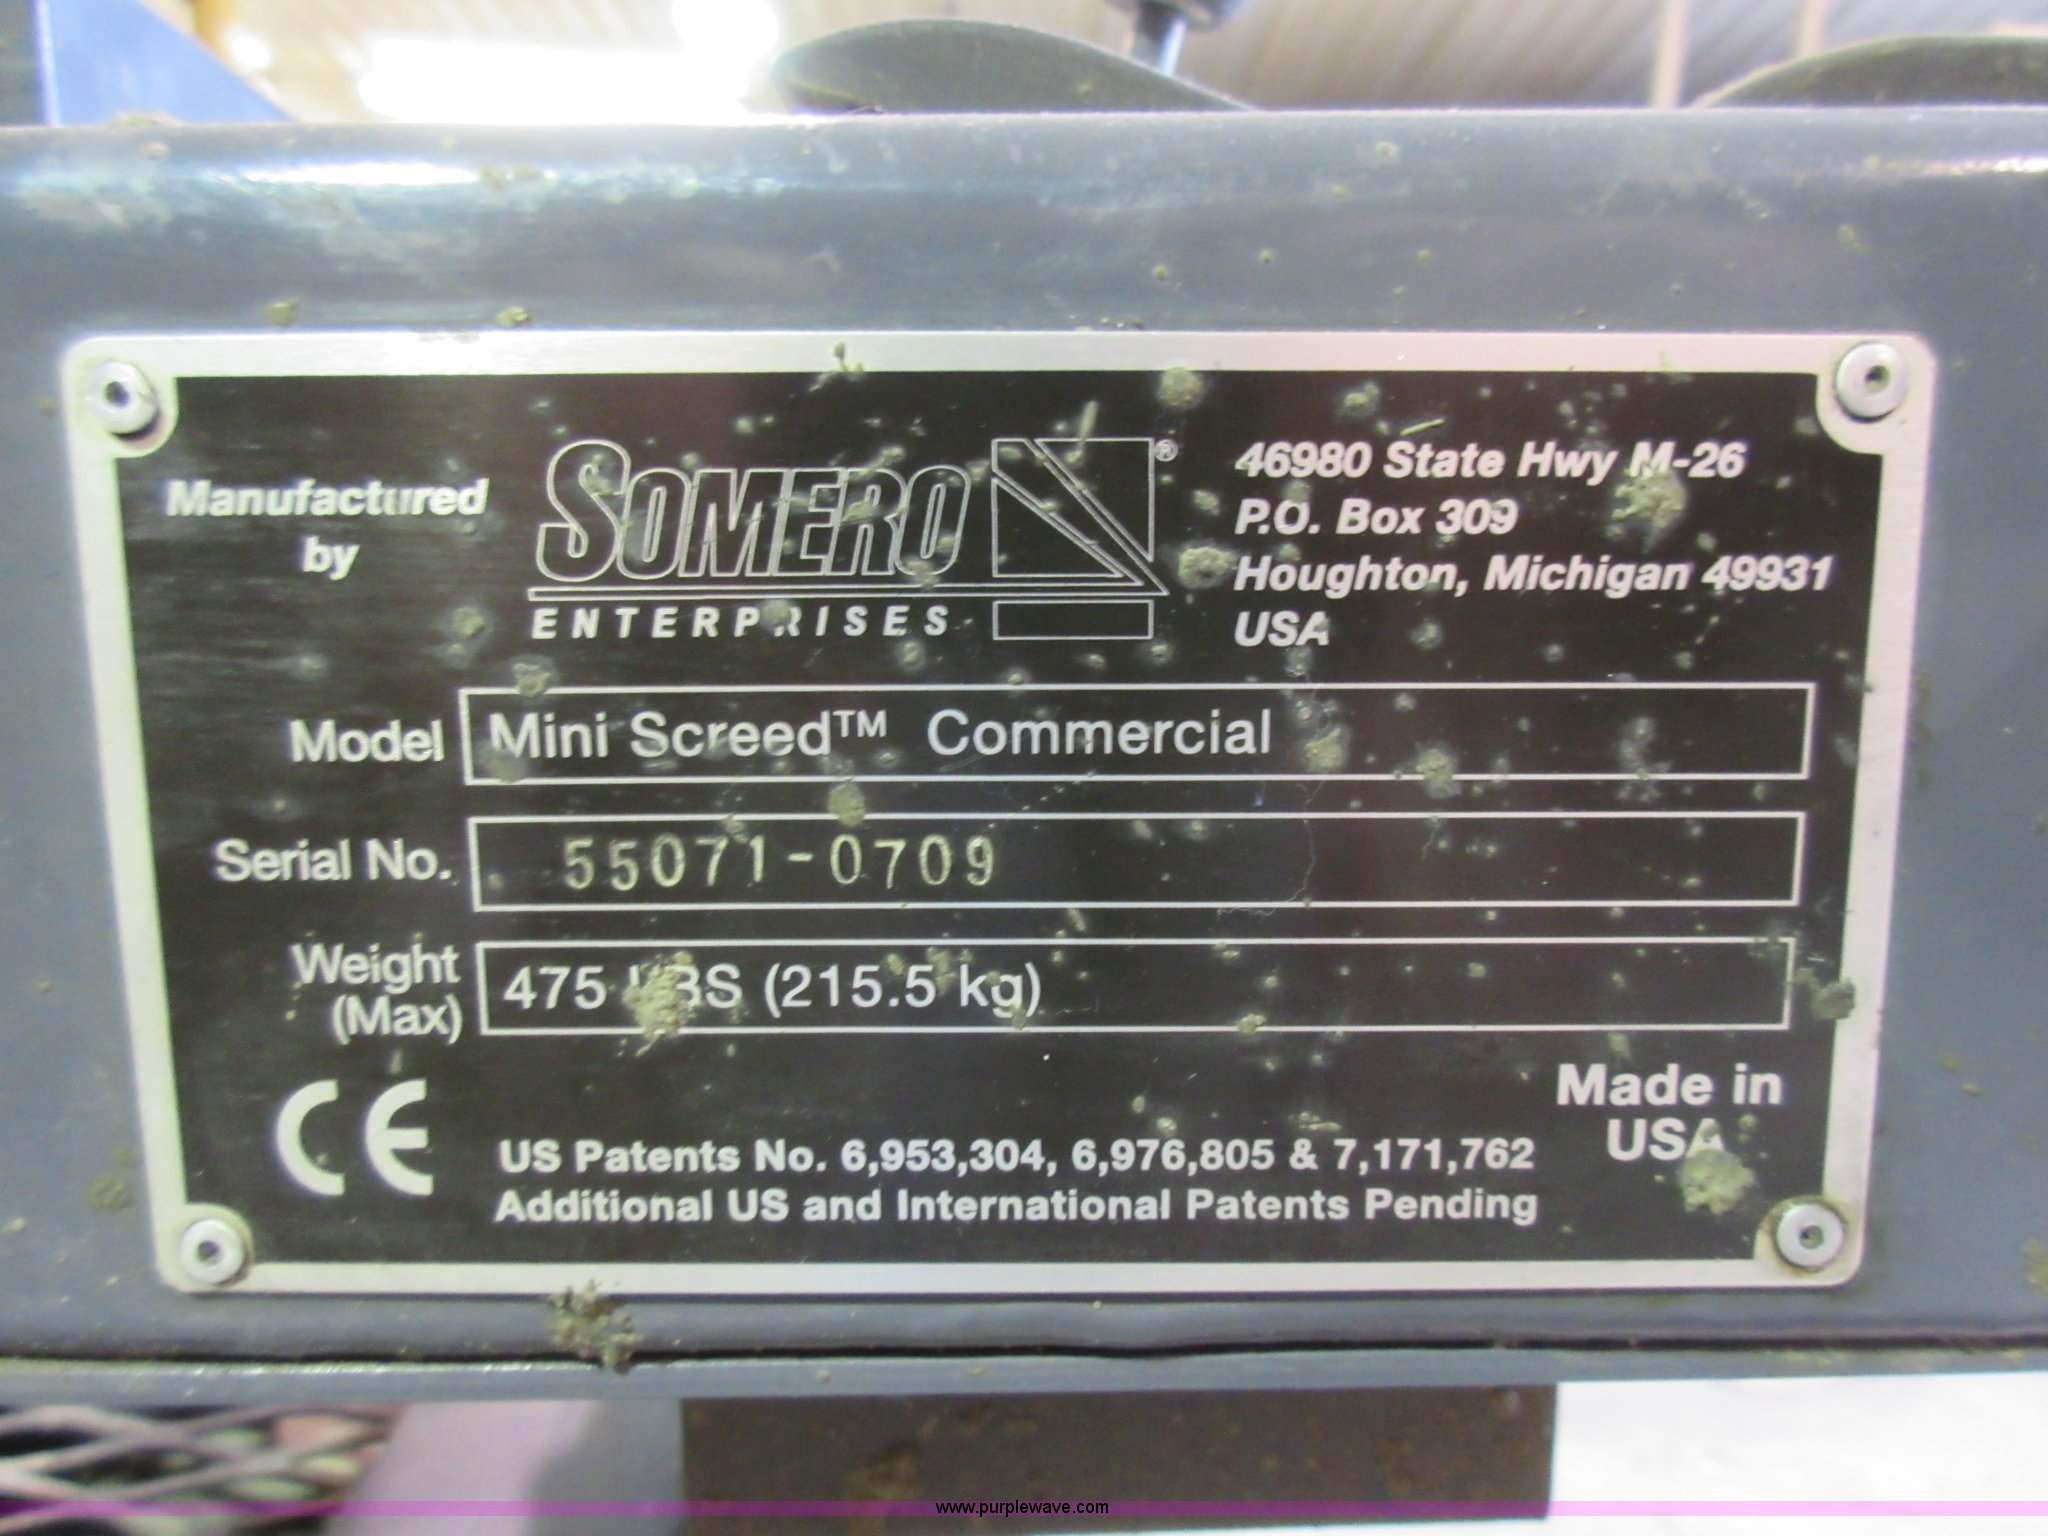 Manufactured
by
SOMERO ®
ENTERPRISES
46980 State Hwy M-26
P.O. Box 309
Houghton, Michigan 49931
USA
Model Mini Screed™ Commercial
Serial No. 55071-0709
Weight
(Max) 475 LBS (215.5 kg)
CE
US Patents No. 6,953,304, 6,976,805 & 7,171,762
Additional US and International Patents Pending
Made in
USA
www.purplewave.com